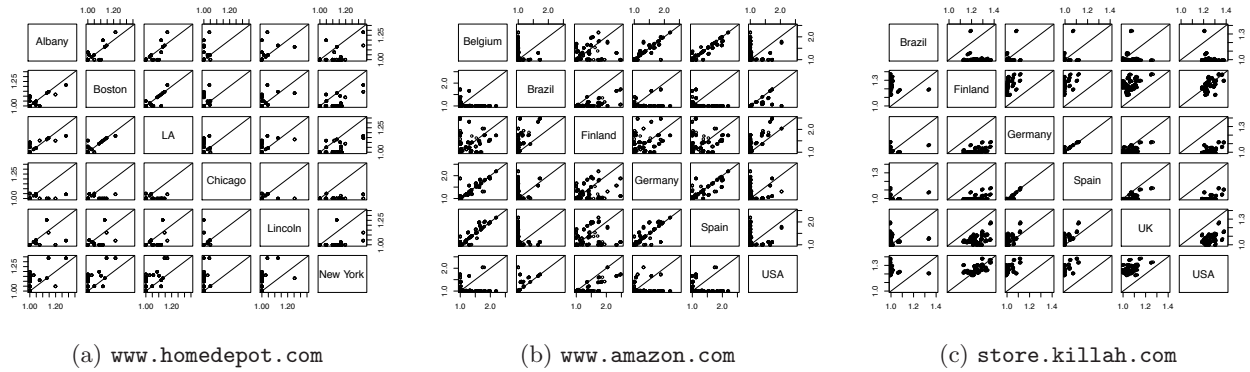 1.00 1.20 1.00 1.20 1.00 1.20
Albany
1.00 1.25
1.00 1.25
Boston
LA
1.00 1.25
1.00 1.25
Chicago
Lincoln
1.00 1.25
1.00 1.25
New York
1.00 1.20 1.00 1.20 1.00 1.20
(a) www.homedepot.com
1.0 2.0 1.0 2.0 1.0 2.0
Belgium
1.0 2.0
1.0 2.0
Brazil
Finland
1.0 2.0
1.0 2.0
Germany
Spain
1.0 2.0
1.0 2.0
USA
1.0 2.0 1.0 2.0 1.0 2.0
(b) www.amazon.com
1.0 1.2 1.4 1.0 1.2 1.4 1.0 1.2 1.4
Brazil
1.0 1.3
1.0 1.3
Finland
Germany
1.0 1.3
1.0 1.3
Spain
UK
1.0 1.3
1.0 1.3
USA
1.0 1.2 1.4 1.0 1.2 1.4 1.0 1.2 1.4
(c) store.killah.com